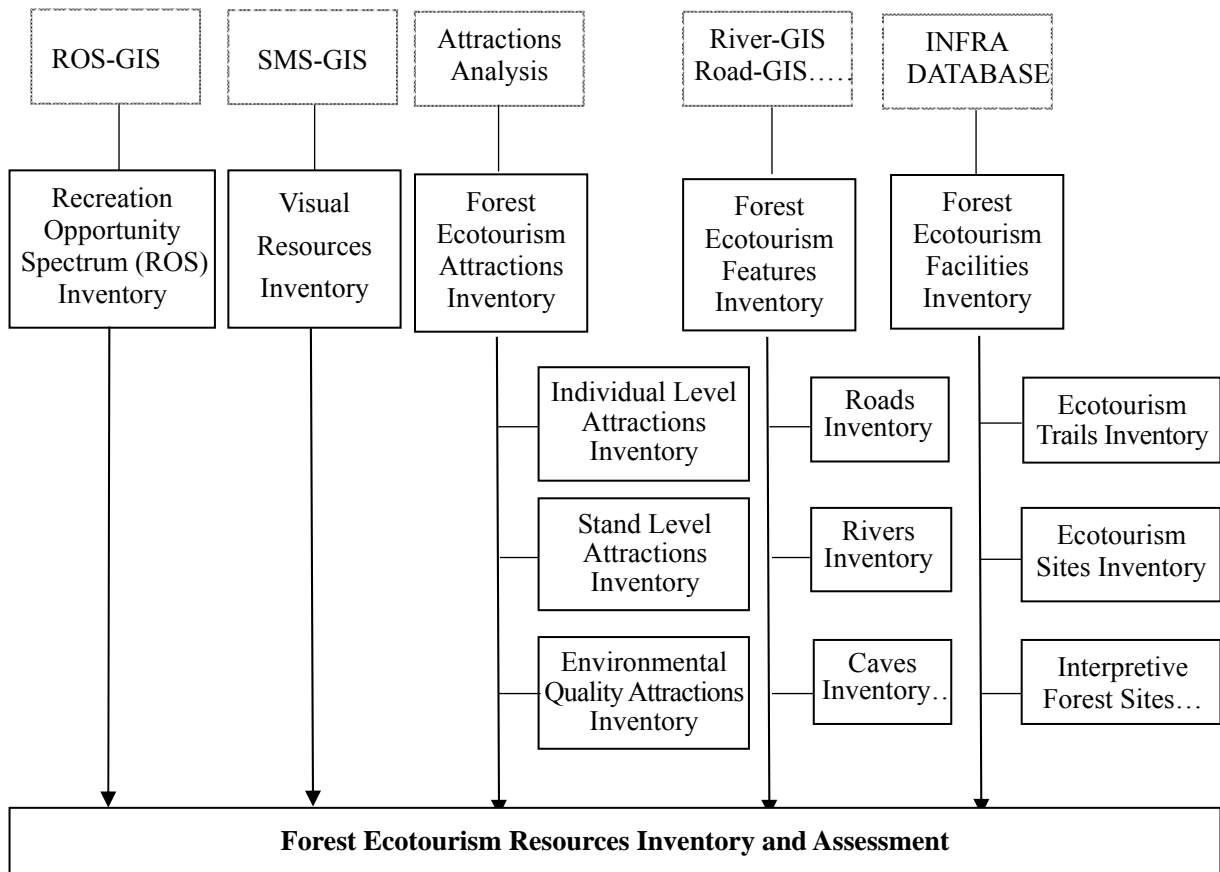 ROS-GIS
SMS-GIS
Attractions
Analysis
River-GIS
Road-GIS…..
INFRA
DATABASE
Recreation
Opportunity
Spectrum (ROS)
Inventory
Visual
Resources
Inventory
Forest
Ecotourism
Attractions
Inventory
Forest
Ecotourism
Features
Inventory
Forest
Ecotourism
Facilities
Inventory
Individual Level
Attractions
Inventory
Roads
Inventory
Ecotourism
Trails Inventory
Stand Level
Attractions
Inventory
Rivers
Inventory
Ecotourism
Sites Inventory
Environmental
Quality Attractions
Inventory
Caves
Inventory..
Interpretive
Forest Sites…
Forest Ecotourism Resources Inventory and Assessment